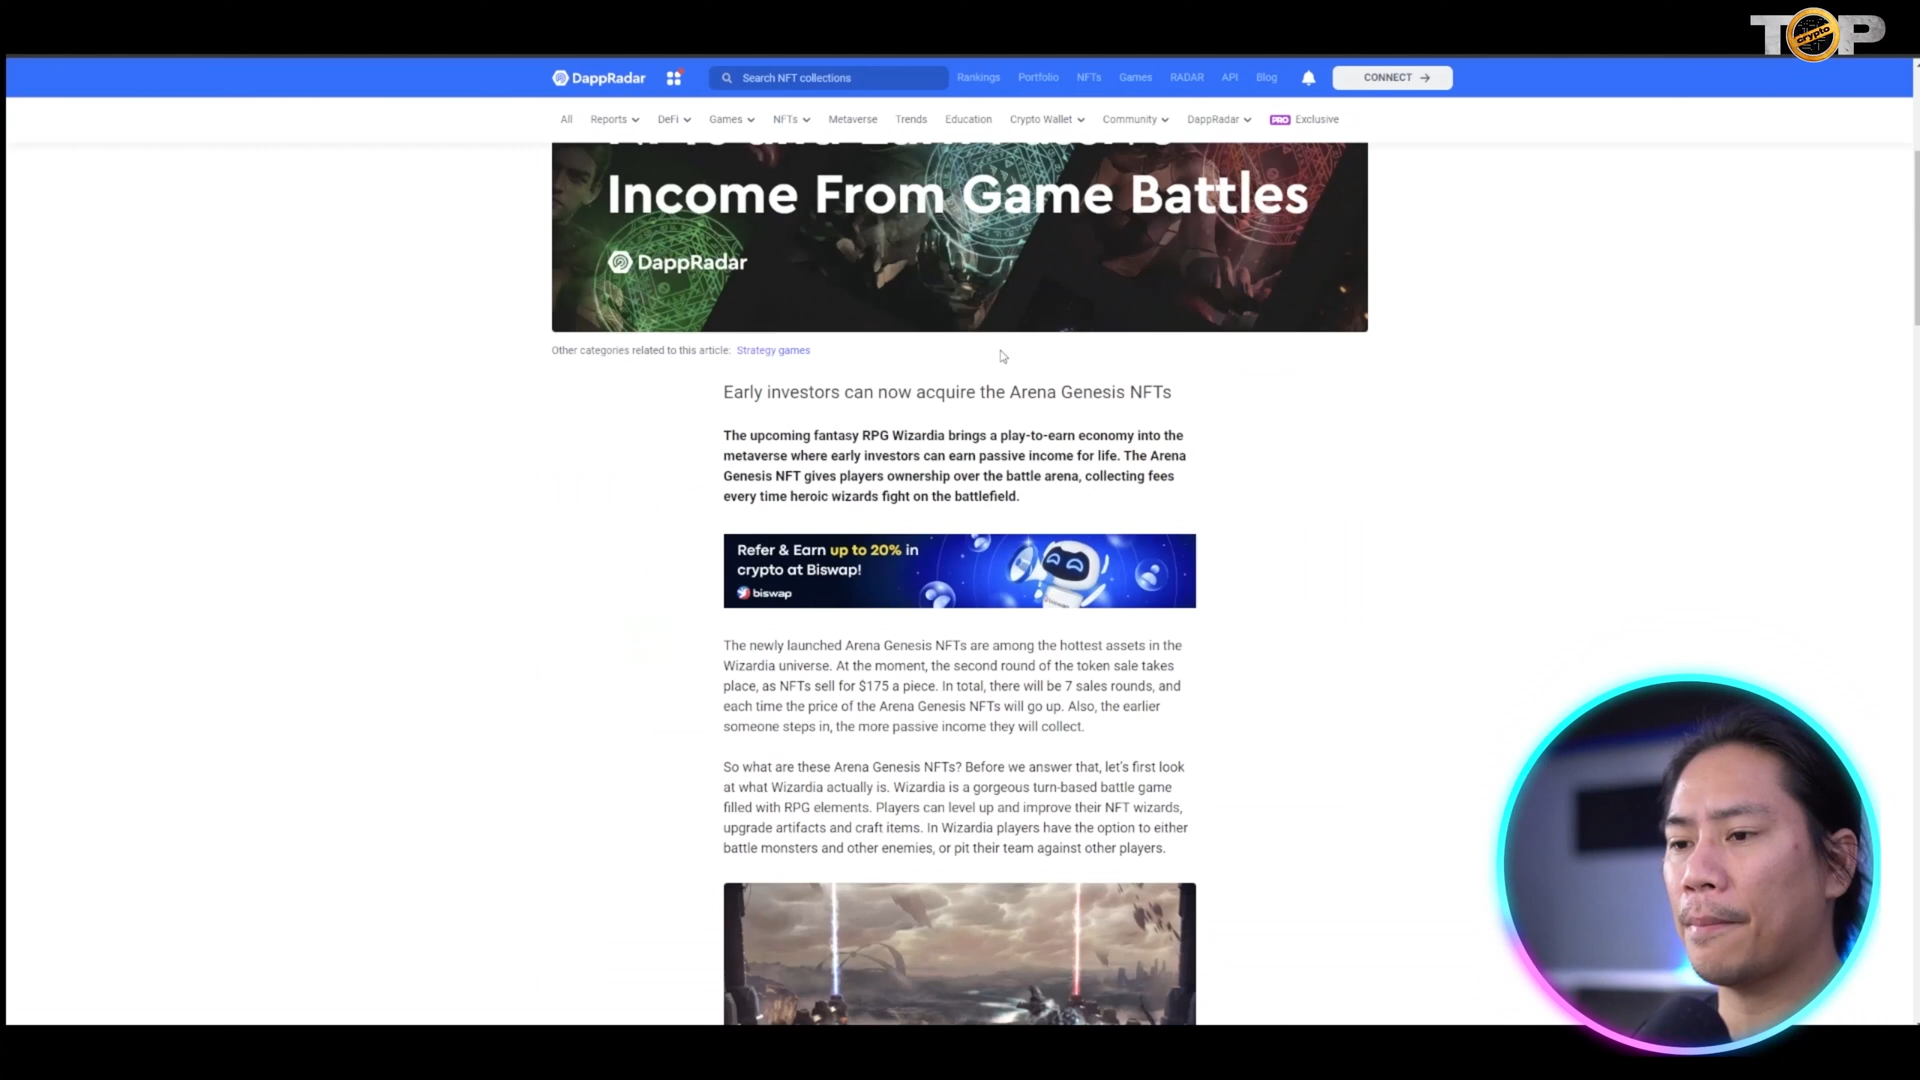 TOP
crypto
DappRadar
Search NFT collections
Rankings
Portfolio
NFTs
Games
RADAR
API
Blog
CONNECT →
All
Reports
DeFi
Games
NFTs
Metaverse
Trends
Education
Crypto Wallet
Community
DappRadar
PRO Exclusive
Income From Game Battles
DappRadar
Other categories related to this article: Strategy games
Early investors can now acquire the Arena Genesis NFTs
The upcoming fantasy RPG Wizardia brings a play-to-earn economy into the
metaverse where early investors can earn passive income for life. The Arena
Genesis NFT gives players ownership over the battle arena, collecting fees
every time heroic wizards fight on the battlefield.
Refer & Earn up to 20% in
crypto at Biswap!
biswap
The newly launched Arena Genesis NFTs are among the hottest assets in the
Wizardia universe. At the moment, the second round of the token sale takes
place, as NFTs sell for $175 a piece. In total, there will be 7 sales rounds, and
each time the price of the Arena Genesis NFTs will go up. Also, the earlier
someone steps in, the more passive income they will collect.
So what are these Arena Genesis NFTs? Before we answer that, let's first look
at what Wizardia actually is. Wizardia is a gorgeous turn-based battle game
filled with RPG elements. Players can level up and improve their NFT wizards,
upgrade artifacts and craft items. In Wizardia players have the option to either
battle monsters and other enemies, or pit their team against other players.